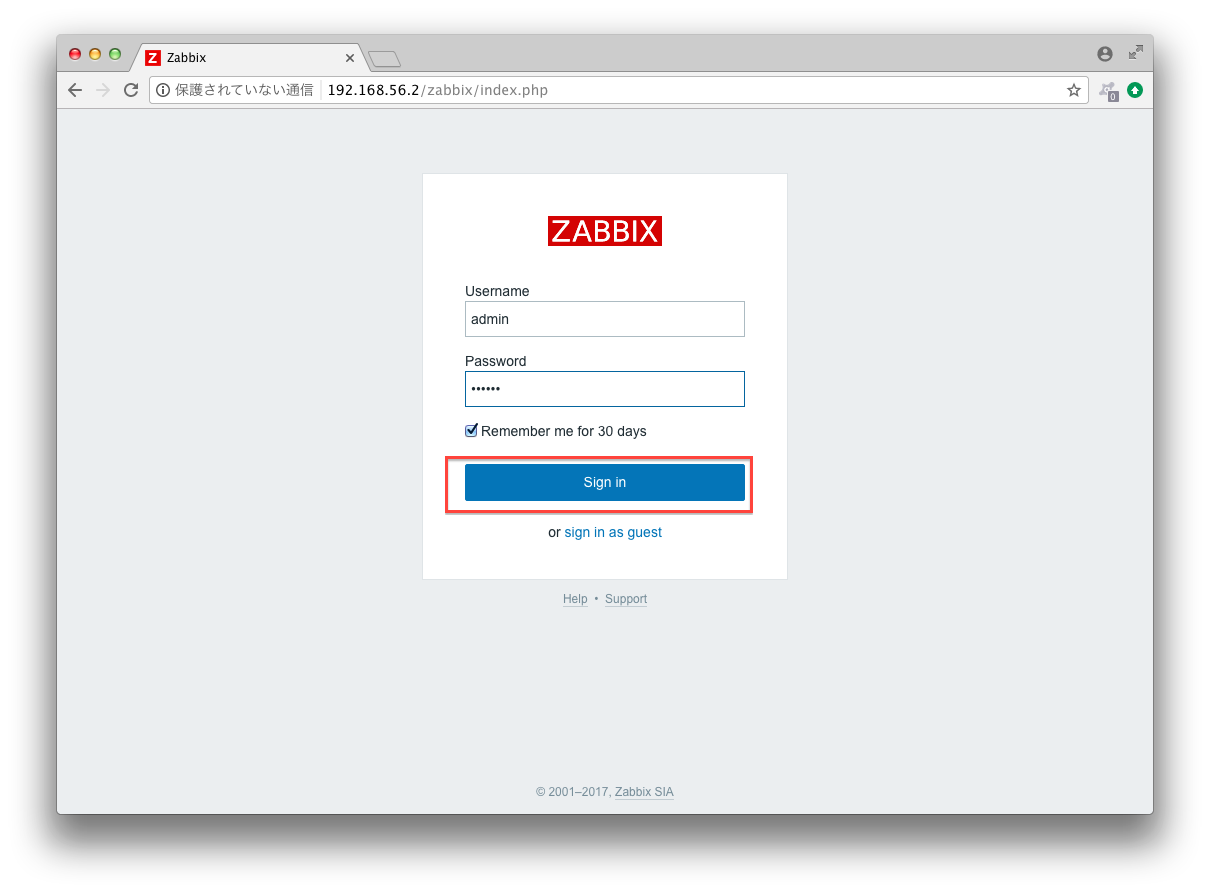 Zabbix
保護されていない通信 192.168.56.2/zabbix/index.php
0
ZABBIX
Username
admin
Password
••••••
Remember me for 30 days
Sign in
or sign in as guest
Help • Support
© 2001–2017, Zabbix SIA